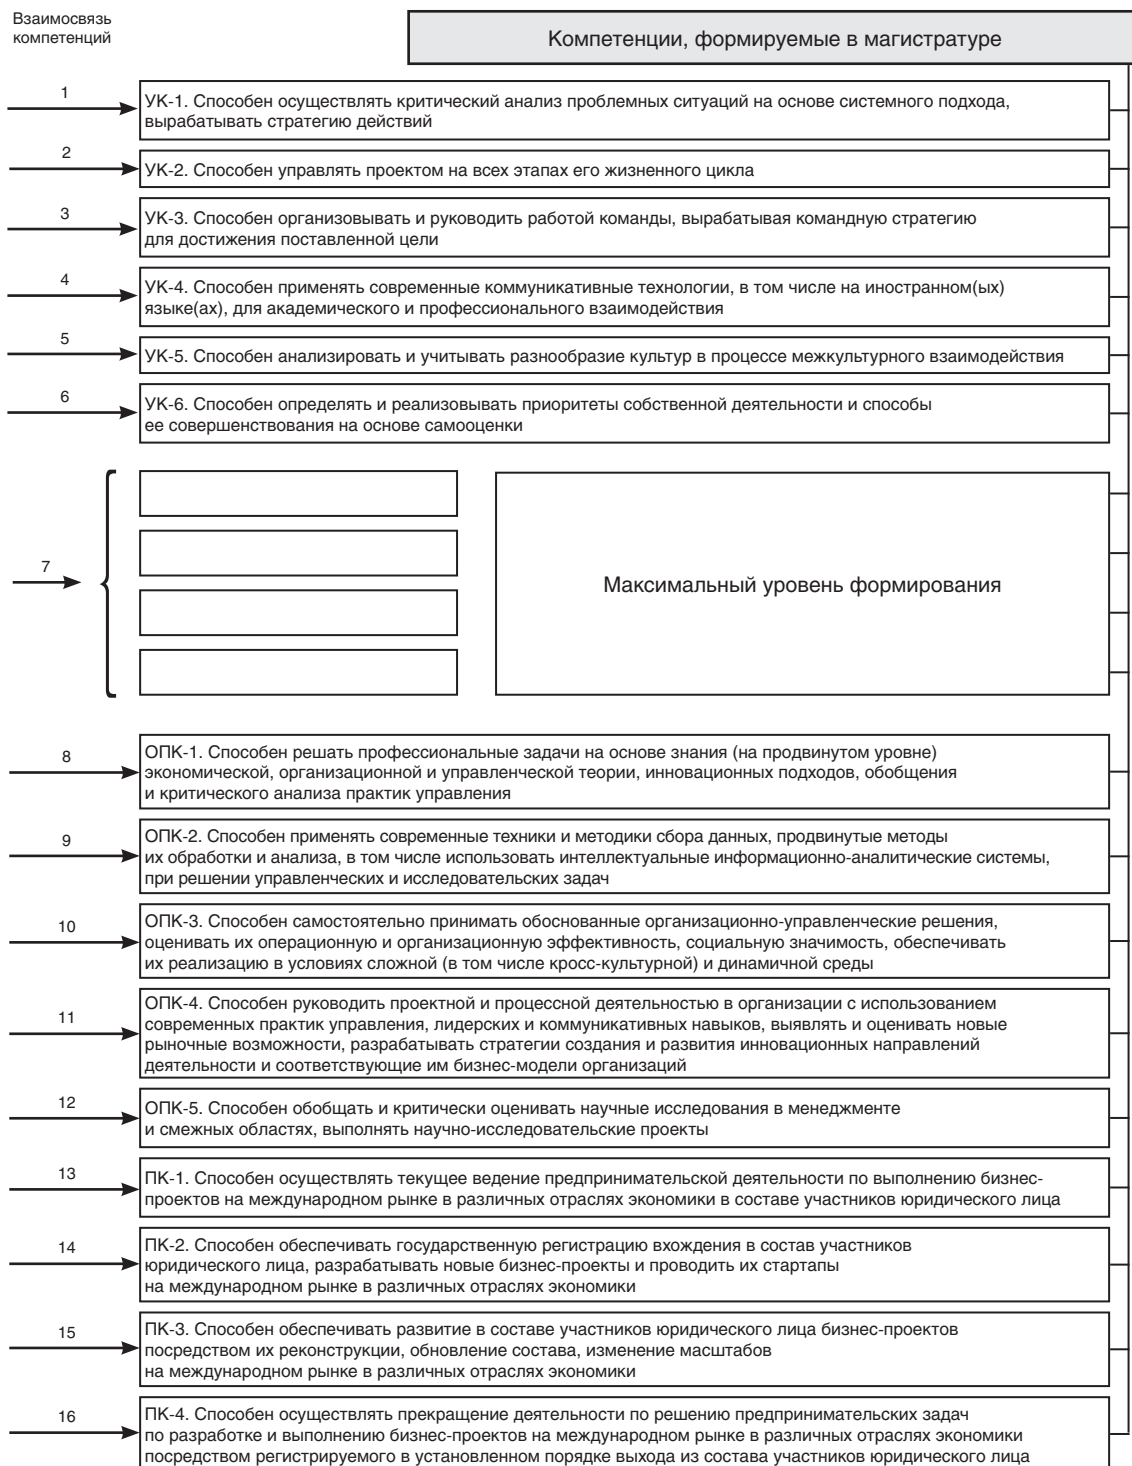 Взаимосвязь
компетенций
Компетенции, формируемые в магистратуре
1
УК-1. Способен осуществлять критический анализ проблемных ситуаций на основе системного подхода,
вырабатывать стратегию действий
2
УК-2. Способен управлять проектом на всех этапах его жизненного цикла
3
УК-3. Способен организовывать и руководить работой команды, вырабатывая командную стратегию
для достижения поставленной цели
4
УК-4. Способен применять современные коммуникативные технологии, в том числе на иностранном(ых)
языке(ах), для академического и профессионального взаимодействия
5
УК-5. Способен анализировать и учитывать разнообразие культур в процессе межкультурного взаимодействия
6
УК-6. Способен определять и реализовывать приоритеты собственной деятельности и способы
ее совершенствования на основе самооценки
7
Максимальный уровень формирования
8
ОПК-1. Способен решать профессиональные задачи на основе знания (на продвинутом уровне)
экономической, организационной и управленческой теории, инновационных подходов, обобщения
и критического анализа практик управления
9
ОПК-2. Способен применять современные техники и методики сбора данных, продвинутые методы
их обработки и анализа, в том числе использовать интеллектуальные информационно-аналитические системы,
при решении управленческих и исследовательских задач
10
ОПК-3. Способен самостоятельно принимать обоснованные организационно-управленческие решения,
оценивать их операционную и организационную эффективность, социальную значимость, обеспечивать
их реализацию в условиях сложной (в том числе кросс-культурной) и динамичной среды
11
ОПК-4. Способен руководить проектной и процессной деятельностью в организации с использованием
современных практик управления, лидерских и коммуникативных навыков, выявлять и оценивать новые
рыночные возможности, разрабатывать стратегии создания и развития инновационных направлений
деятельности и соответствующие им бизнес-модели организаций
12
ОПК-5. Способен обобщать и критически оценивать научные исследования в менеджменте
и смежных областях, выполнять научно-исследовательские проекты
13
ПК-1. Способен осуществлять текущее ведение предпринимательской деятельности по выполнению бизнес-
проектов на международном рынке в различных отраслях экономики в составе участников юридического лица
14
ПК-2. Способен обеспечивать государственную регистрацию вхождения в состав участников
юридического лица, разрабатывать новые бизнес-проекты и проводить их стартапы
на международном рынке в различных отраслях экономики
15
ПК-3. Способен обеспечивать развитие в составе участников юридического лица бизнес-проектов
посредством их реконструкции, обновление состава, изменение масштабов
на международном рынке в различных отраслях экономики
16
ПК-4. Способен осуществлять прекращение деятельности по решению предпринимательских задач
по разработке и выполнению бизнес-проектов на международном рынке в различных отраслях экономики
посредством регистрируемого в установленном порядке выхода из состава участников юридического лица